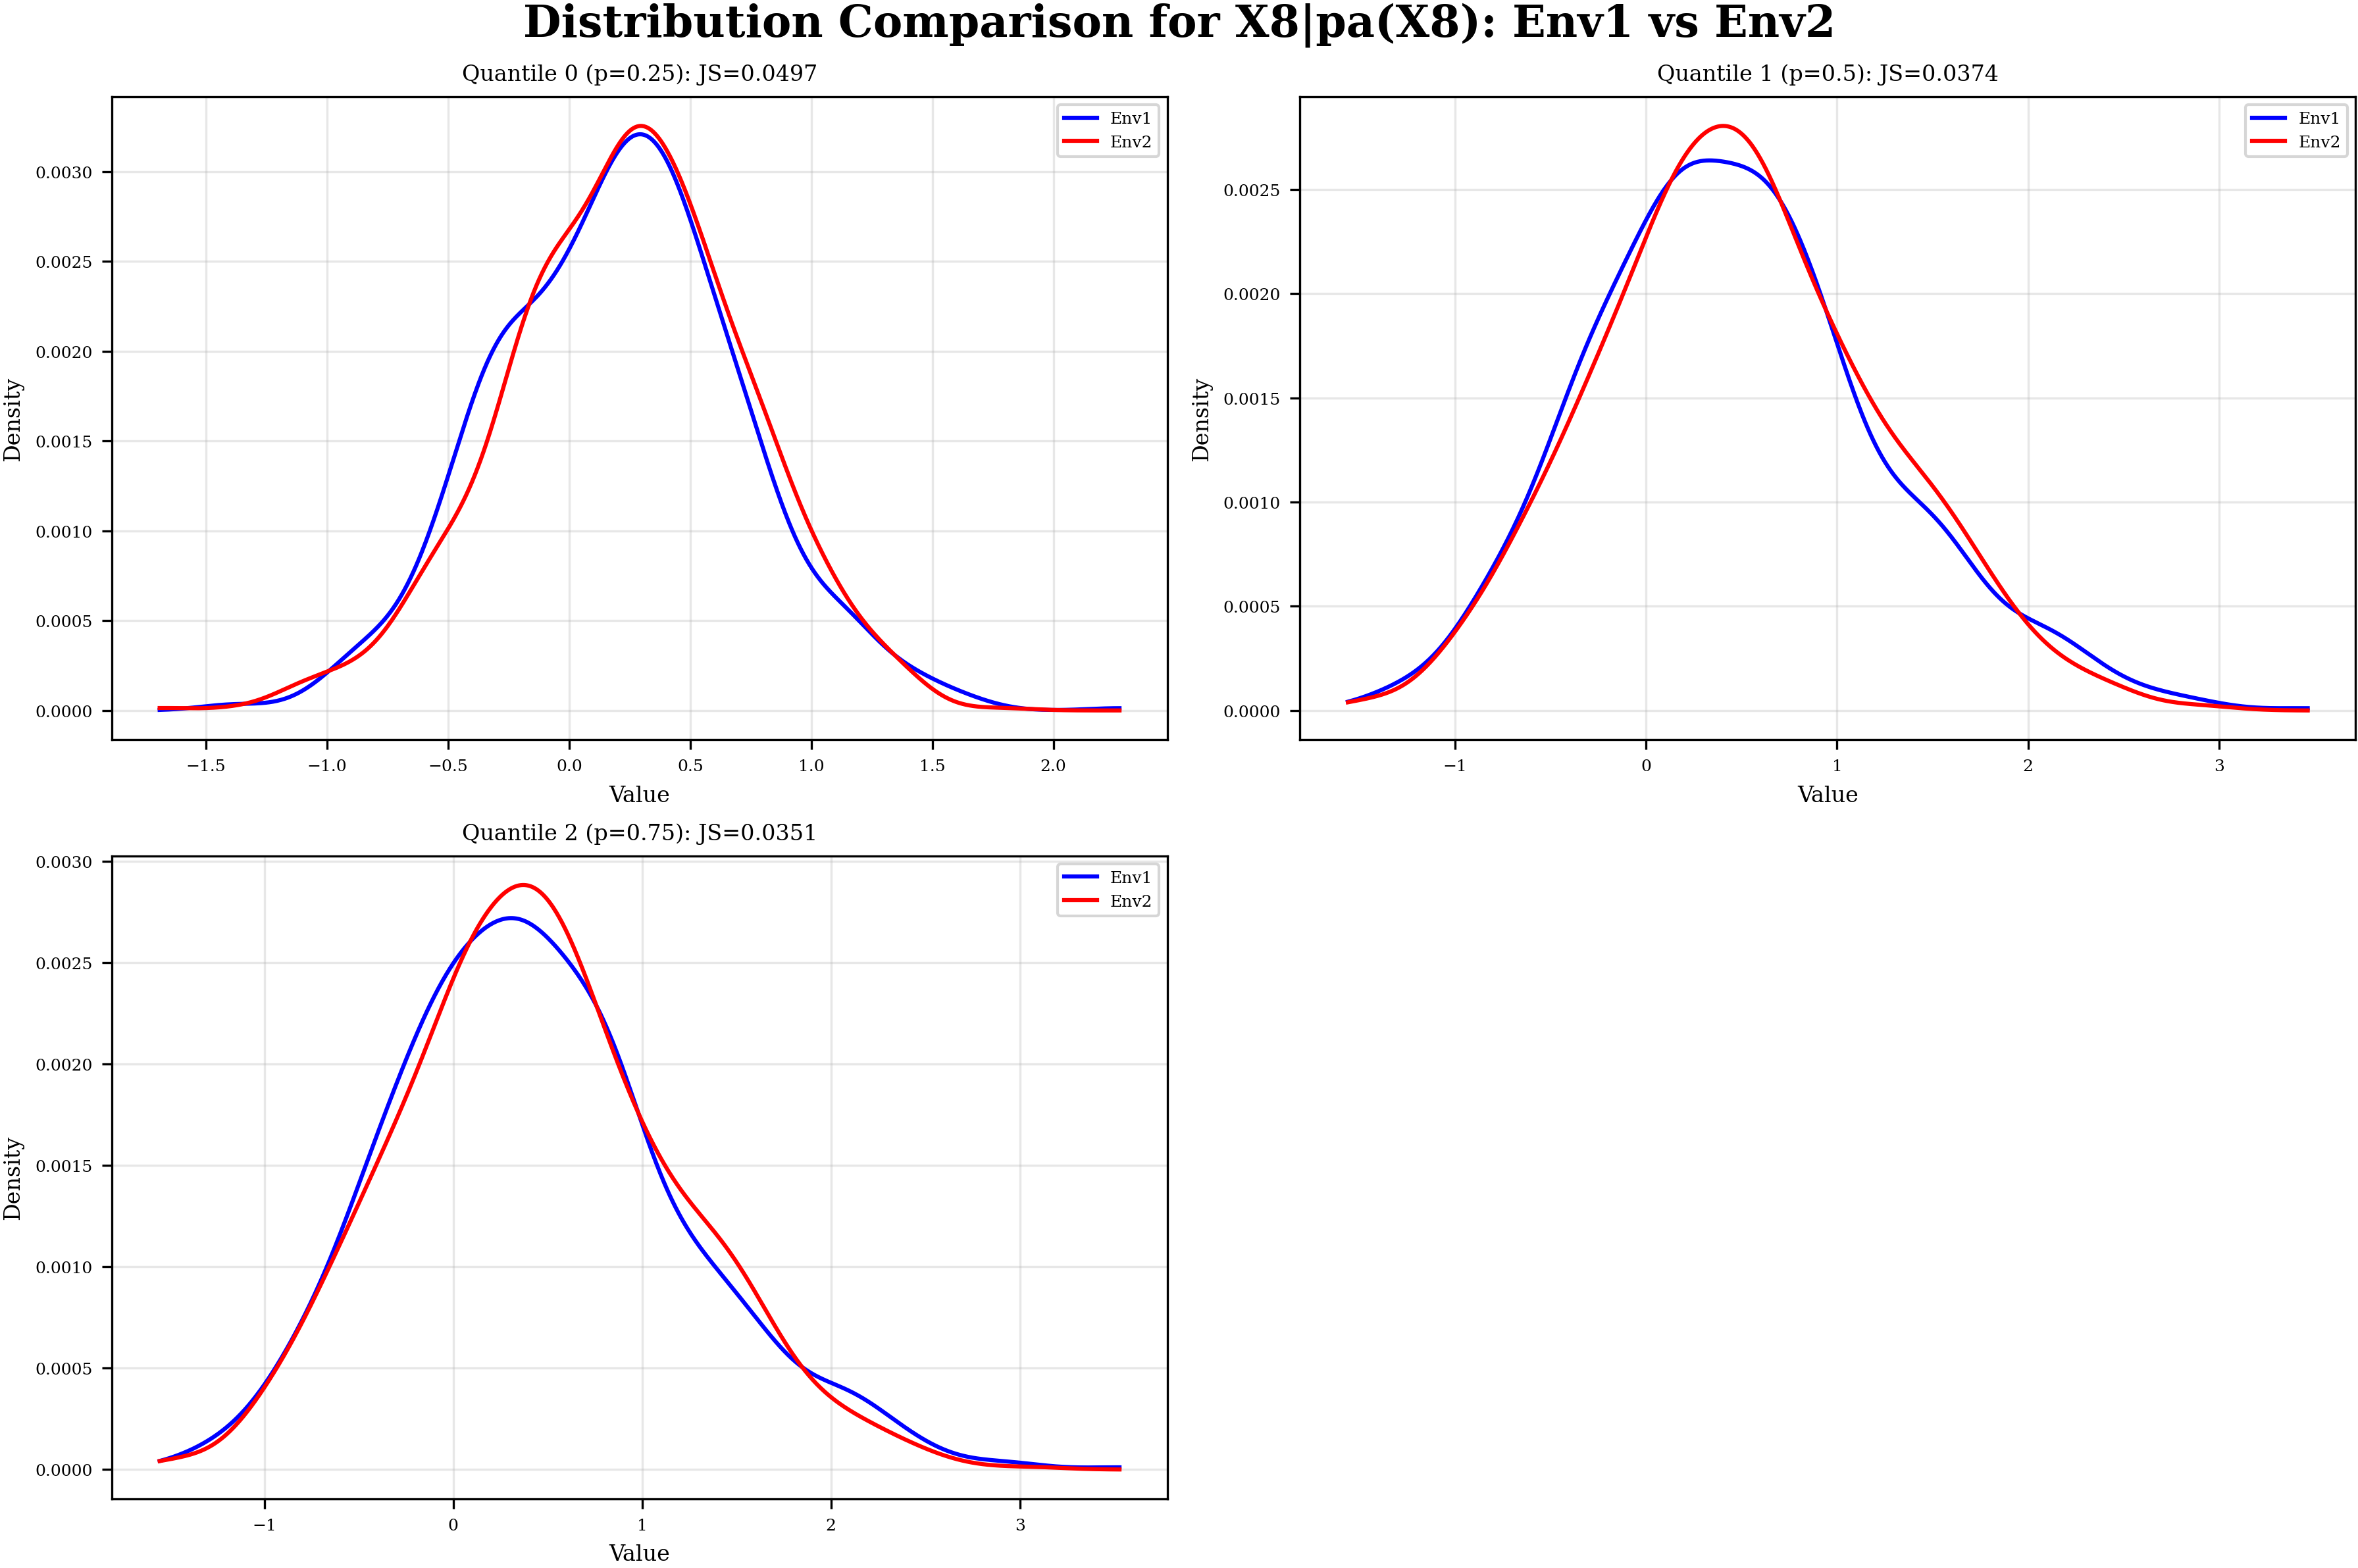 Distribution Comparison for X8|pa(X8): Env1 vs Env2
Quantile 0 (p=0.25): JS=0.0497
Env1
Env2
0.0030
0.0025
0.0020
0.0015
0.0010
0.0005
0.0000
Density
−1.5 −1.0 −0.5 0.0 0.5 1.0 1.5 2.0
Value
Quantile 1 (p=0.5): JS=0.0374
Env1
Env2
0.0025
0.0020
0.0015
0.0010
0.0005
0.0000
Density
−1 0 1 2 3
Value
Quantile 2 (p=0.75): JS=0.0351
Env1
Env2
0.0030
0.0025
0.0020
0.0015
0.0010
0.0005
0.0000
Density
−1 0 1 2 3
Value